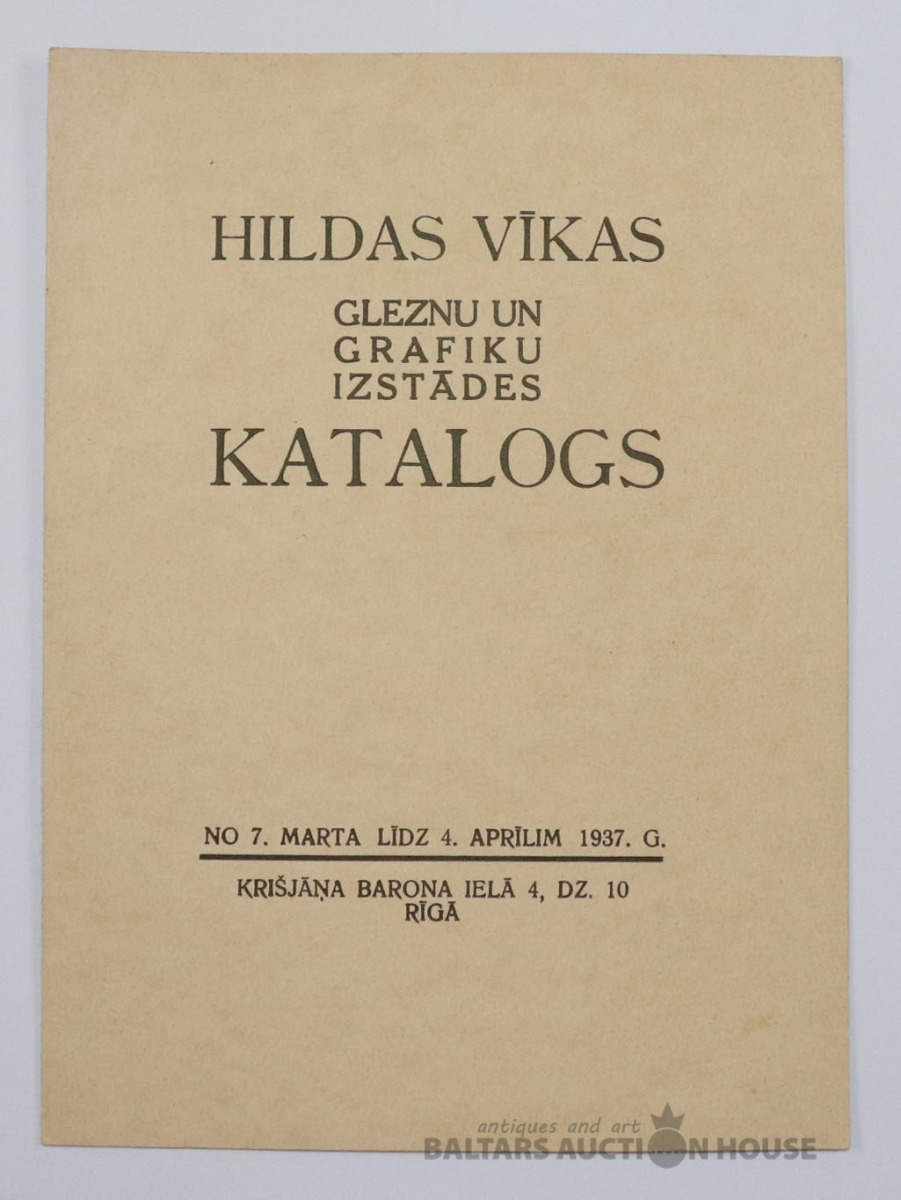 HILDAS VĪKAS
GLEZNU UN
GRAFIKU
IZSTĀDES
KATALOGS
NO 7. MARTA LĪDZ 4. APRĪLIM 1937. G.
KRIŠJĀŅA BARONA IELĀ 4, DZ. 10
RĪGĀ
antiques and art
BALTARS AUCTION HOUSE